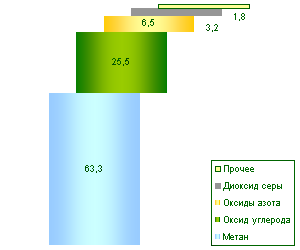 1,8
6,5
3,2
25,5
63,3
Прочее
Диоксид серы
Оксиды азота
Оксид углерода
Метан